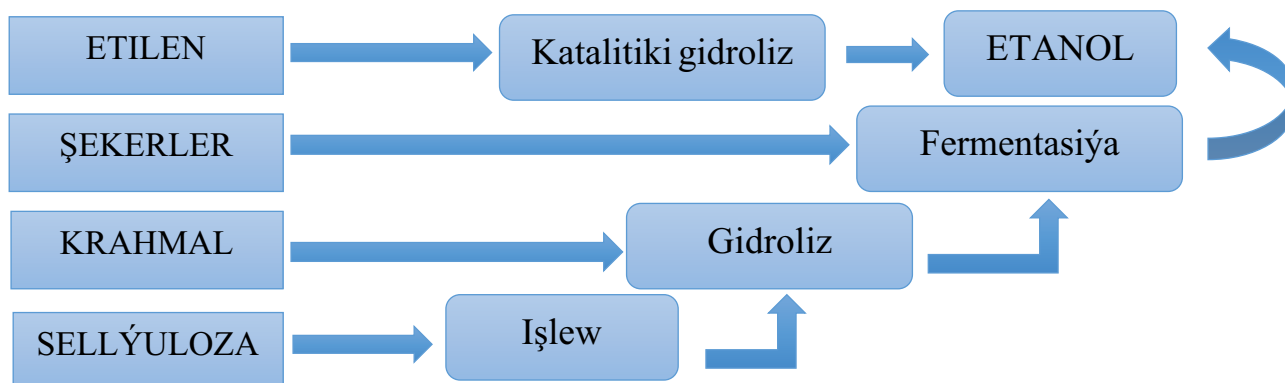 ETILEN
Katalitiki gidroliz
ETANOL
ŞEKERLER
Fermentasiýa
KRAHMAL
Gidroliz
SELLÝULOZA
Işlew